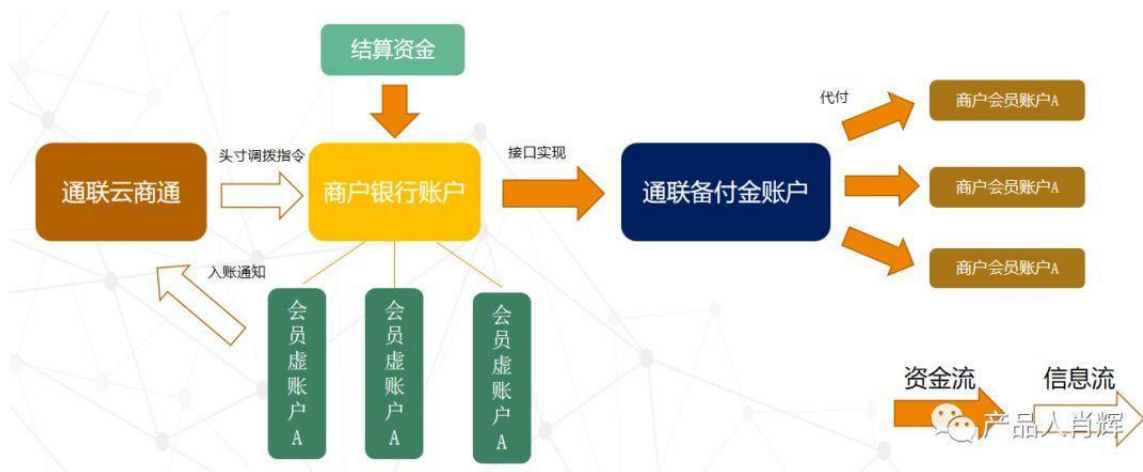 结算资金
代付
商户会员账户A
头寸调拨指令
接口实现
通联云商通
商户银行账户
通联备付金账户
商户会员账户A
入账通知
商户会员账户A
会员虚账户A
会员虚账户A
会员虚账户A
资金流
信息流
产品人肖辉